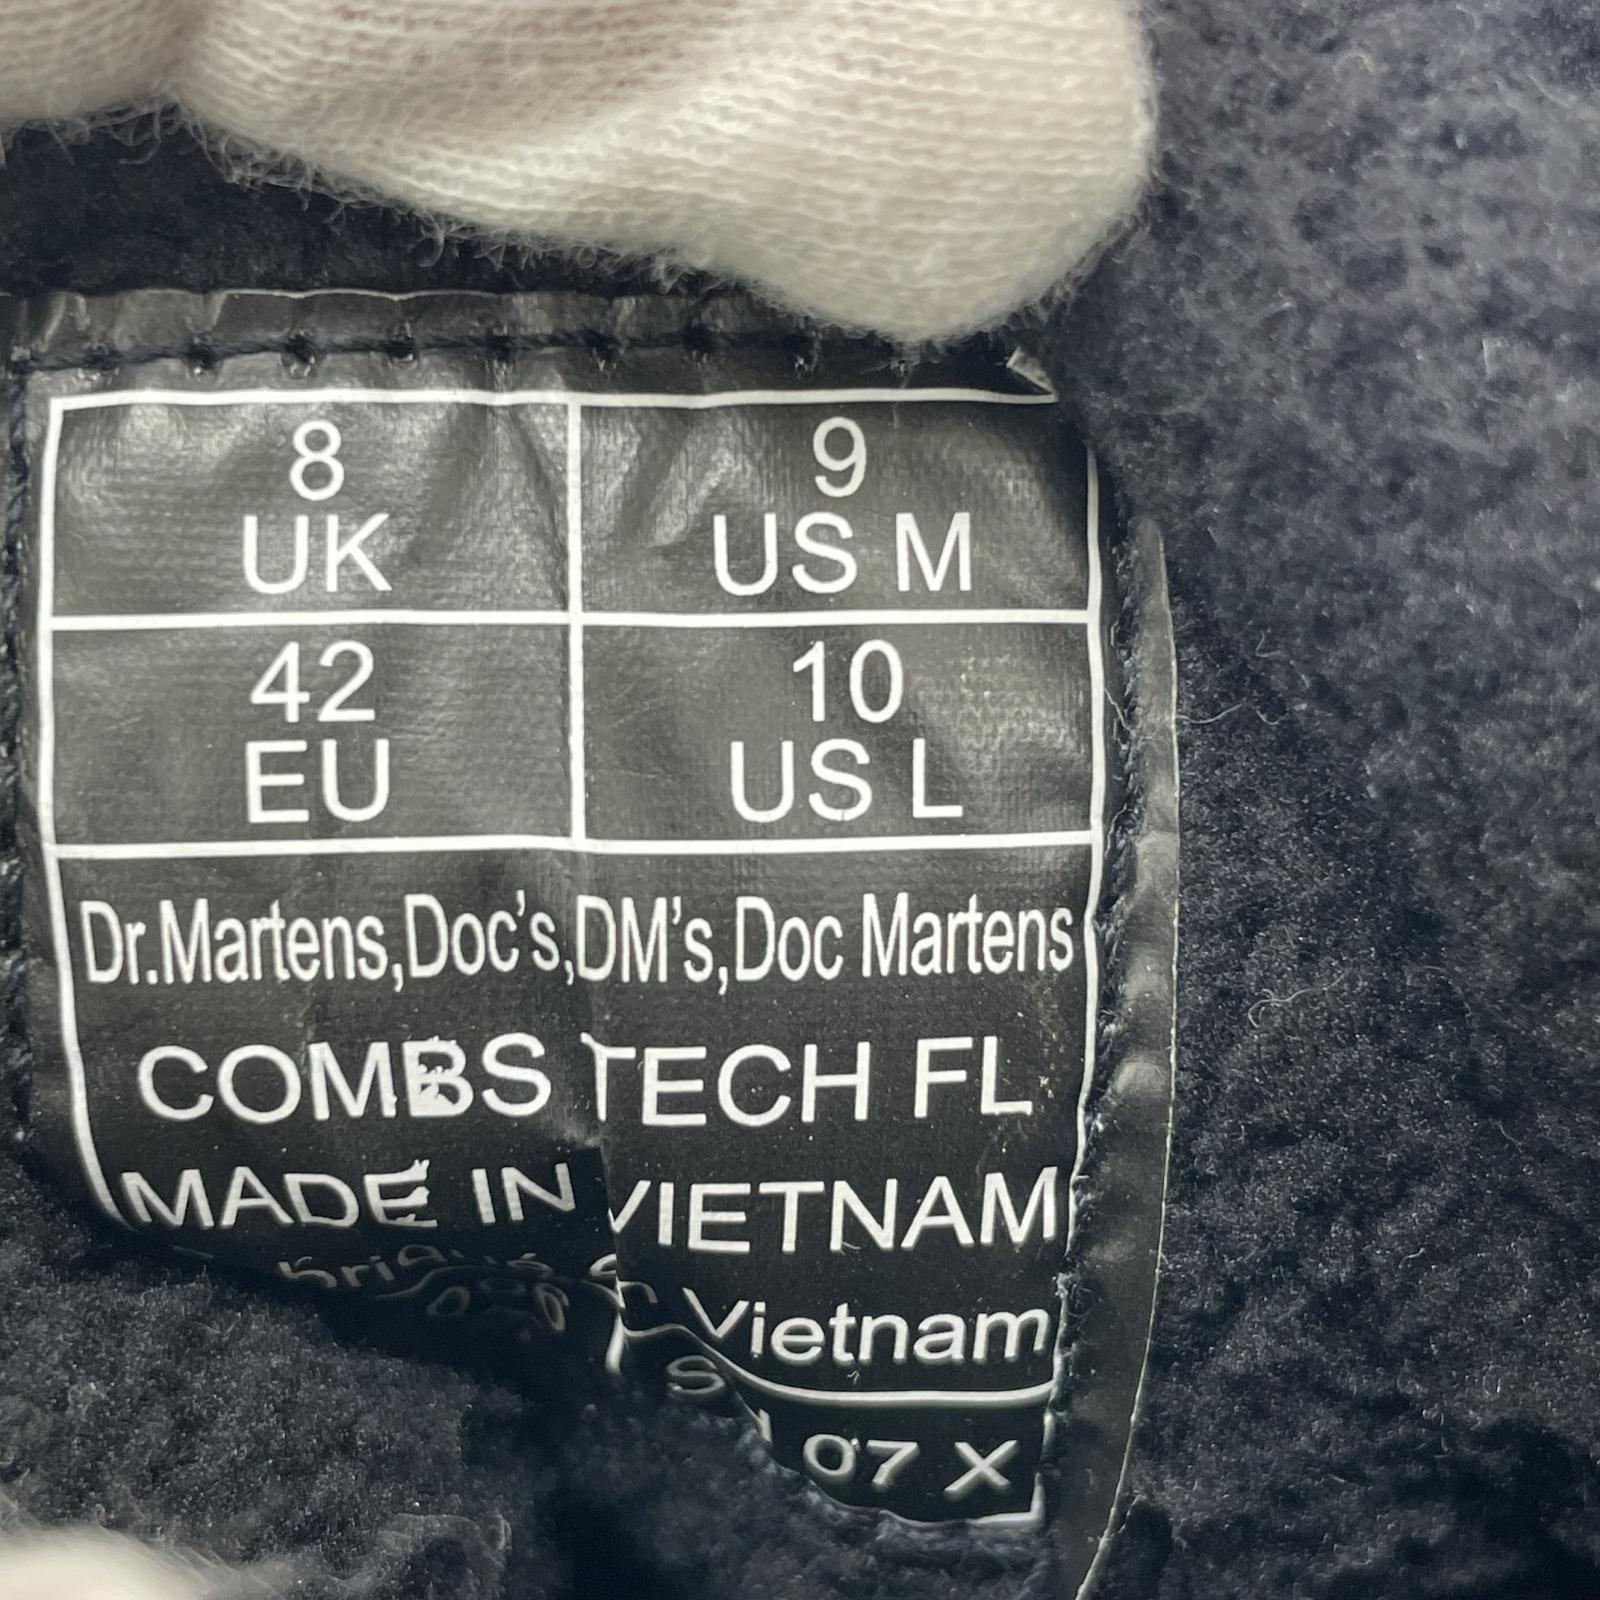 8
UK
9
US M
42
EU
10
US L
Dr.Martens,Doc's,DM's,Doc Martens
COMBS TECH FL
MADE IN VIETNAM
Vietnam
07 X